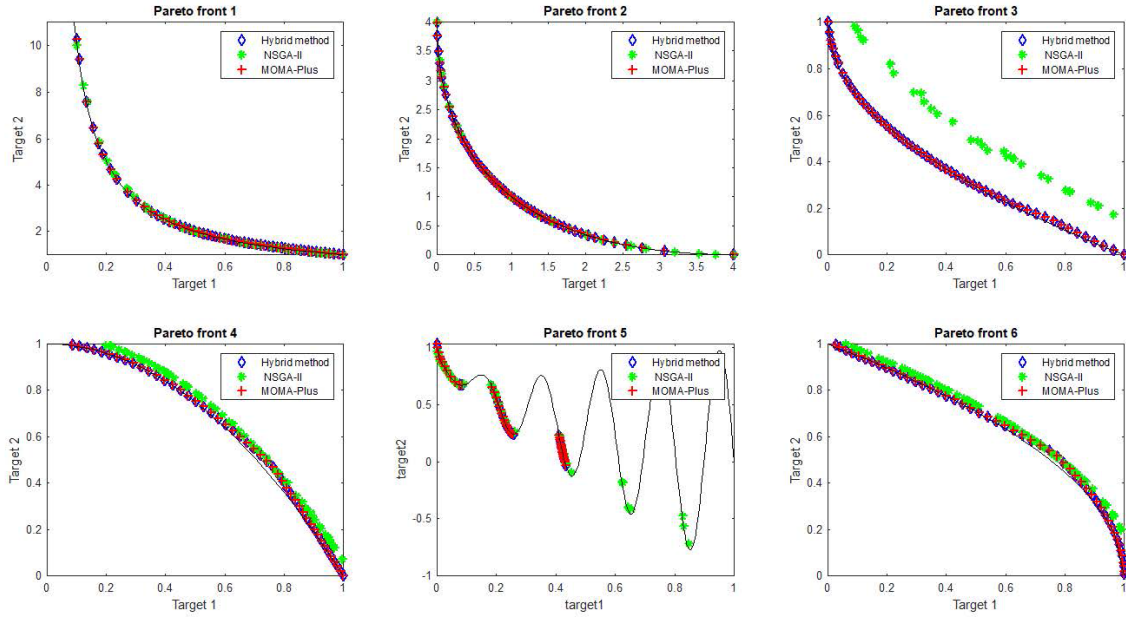 Pareto front 1
10
8
6
4
2
Target 2
0
0.2
0.4
0.6
0.8
1
Target 1
Hybrid method
NSGA-II
MOMA-Plus
Pareto front 2
4
3.5
3
2.5
2
1.5
1
0.5
0
Target 2
0
0.5
1
1.5
2
2.5
3
3.5
4
Target 1
Hybrid method
NSGA-II
MOMA-Plus
Pareto front 3
1
0.8
0.6
0.4
0.2
0
Target 2
0
0.2
0.4
0.6
0.8
1
Target 1
Hybrid method
NSGA-II
MOMA-Plus
Pareto front 4
1
0.8
0.6
0.4
0.2
0
Target 2
0
0.2
0.4
0.6
0.8
1
Target 1
Hybrid method
NSGA-II
MOMA-Plus
Pareto front 5
1
0.5
0
-0.5
-1
target2
0
0.2
0.4
0.6
0.8
1
target1
Hybrid method
NSGA-II
MOMA-Plus
Pareto front 6
1
0.8
0.6
0.4
0.2
0
Target 2
0
0.2
0.4
0.6
0.8
1
Target 1
Hybrid method
NSGA-II
MOMA-Plus